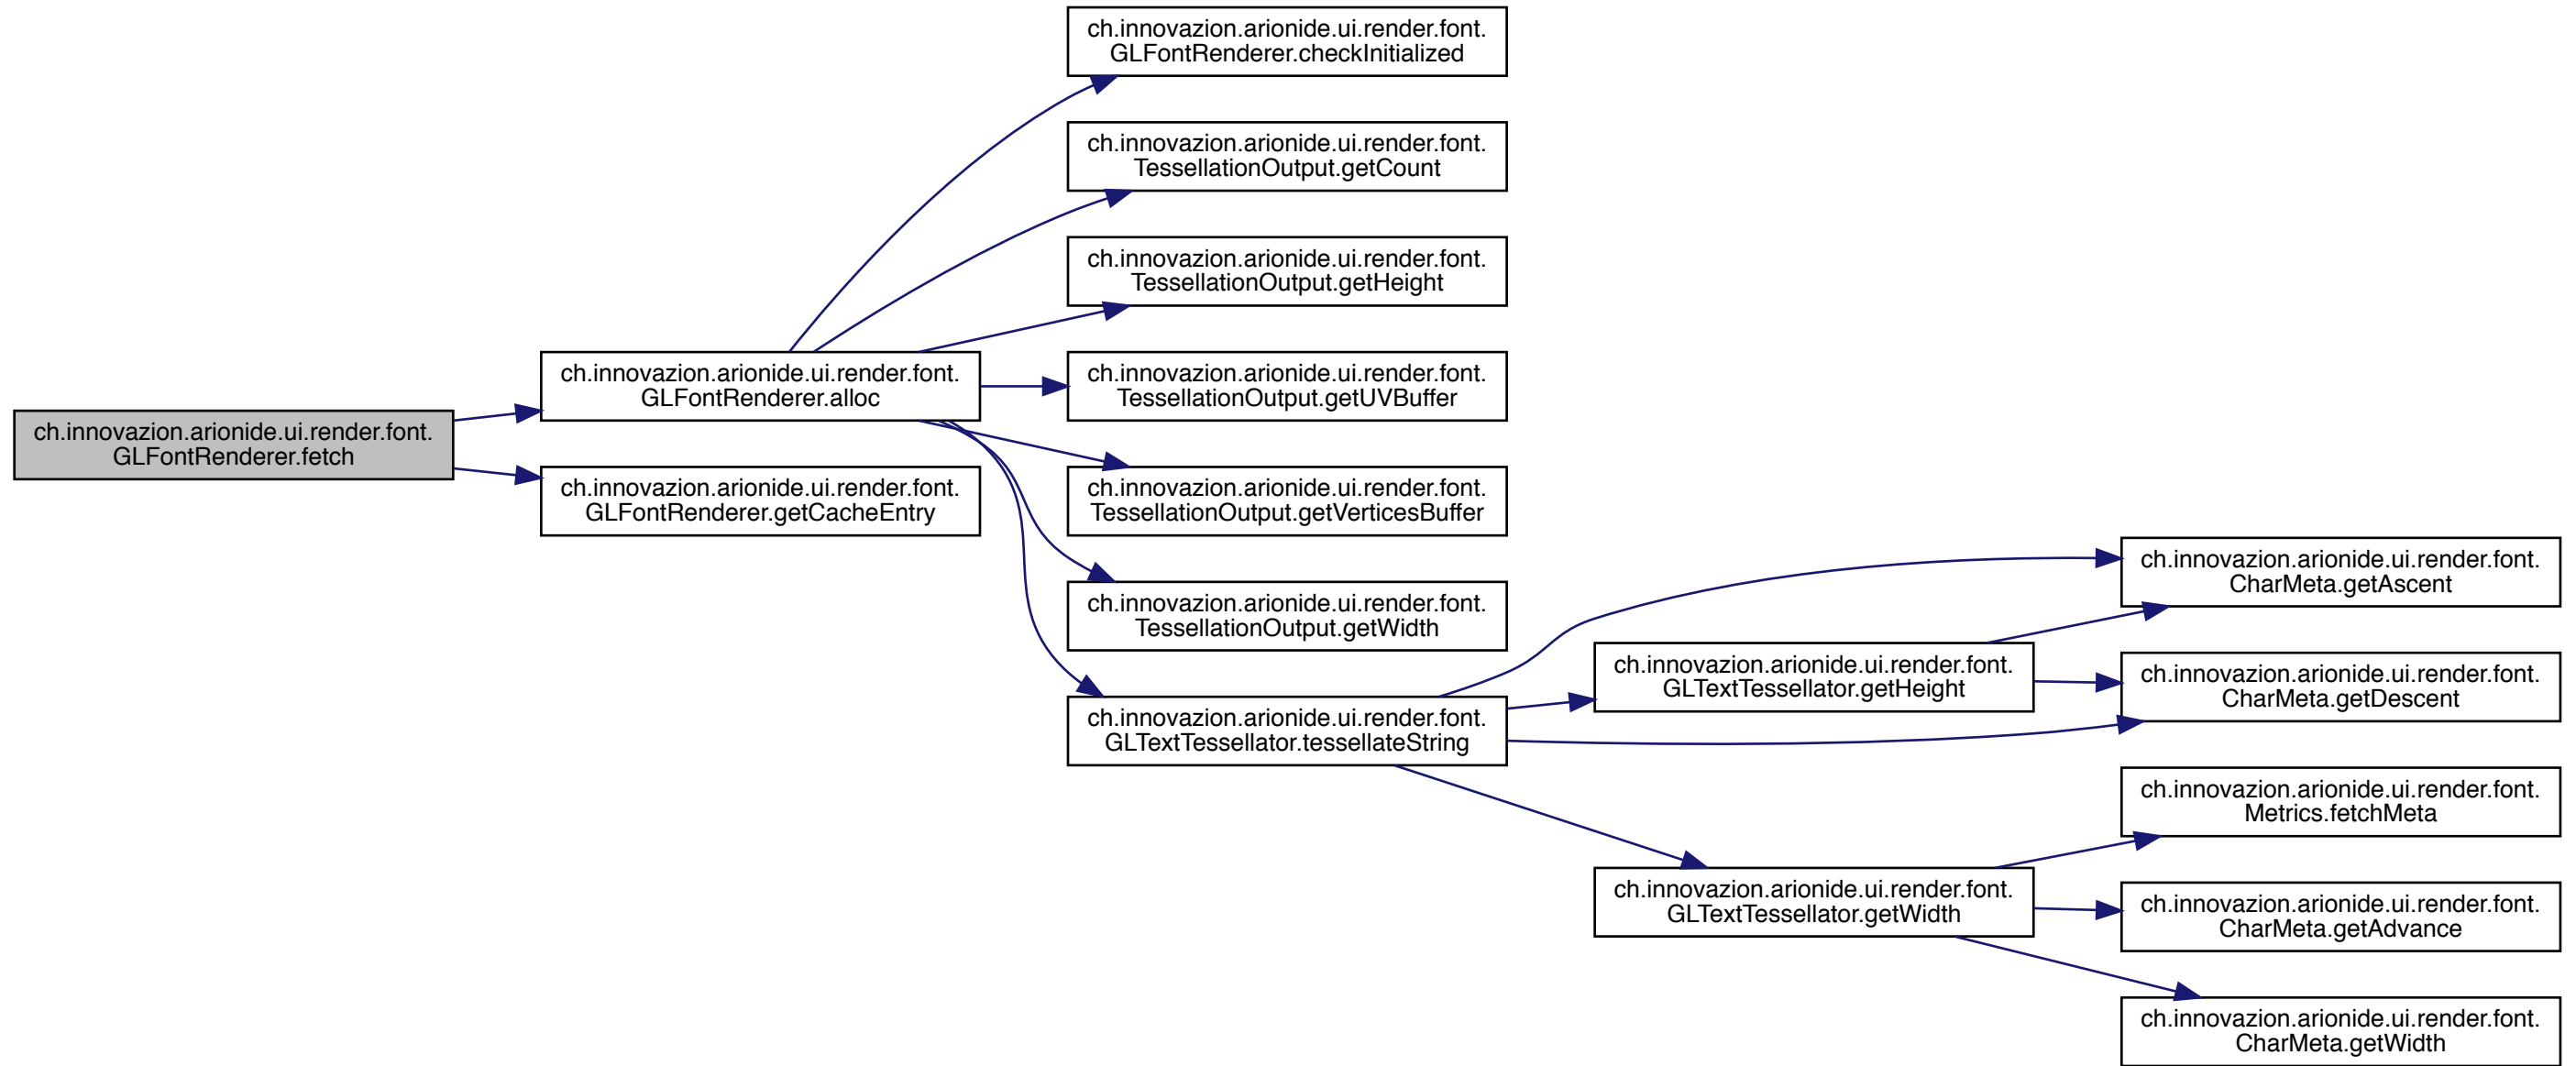 ch.innovazion.arionide.ui.render.font.
GLFontRenderer.fetch
ch.innovazion.arionide.ui.render.font.
GLFontRenderer.alloc
ch.innovazion.arionide.ui.render.font.
GLFontRenderer.getCacheEntry
ch.innovazion.arionide.ui.render.font.
GLFontRenderer.checkInitialized
ch.innovazion.arionide.ui.render.font.
TessellationOutput.getCount
ch.innovazion.arionide.ui.render.font.
TessellationOutput.getHeight
ch.innovazion.arionide.ui.render.font.
TessellationOutput.getUVBuffer
ch.innovazion.arionide.ui.render.font.
TessellationOutput.getVerticesBuffer
ch.innovazion.arionide.ui.render.font.
TessellationOutput.getWidth
ch.innovazion.arionide.ui.render.font.
GLTextTessellator.tessellateString
ch.innovazion.arionide.ui.render.font.
GLTextTessellator.getHeight
ch.innovazion.arionide.ui.render.font.
GLTextTessellator.getWidth
ch.innovazion.arionide.ui.render.font.
CharMeta.getAscent
ch.innovazion.arionide.ui.render.font.
CharMeta.getDescent
ch.innovazion.arionide.ui.render.font.
Metrics.fetchMeta
ch.innovazion.arionide.ui.render.font.
CharMeta.getAdvance
ch.innovazion.arionide.ui.render.font.
CharMeta.getWidth